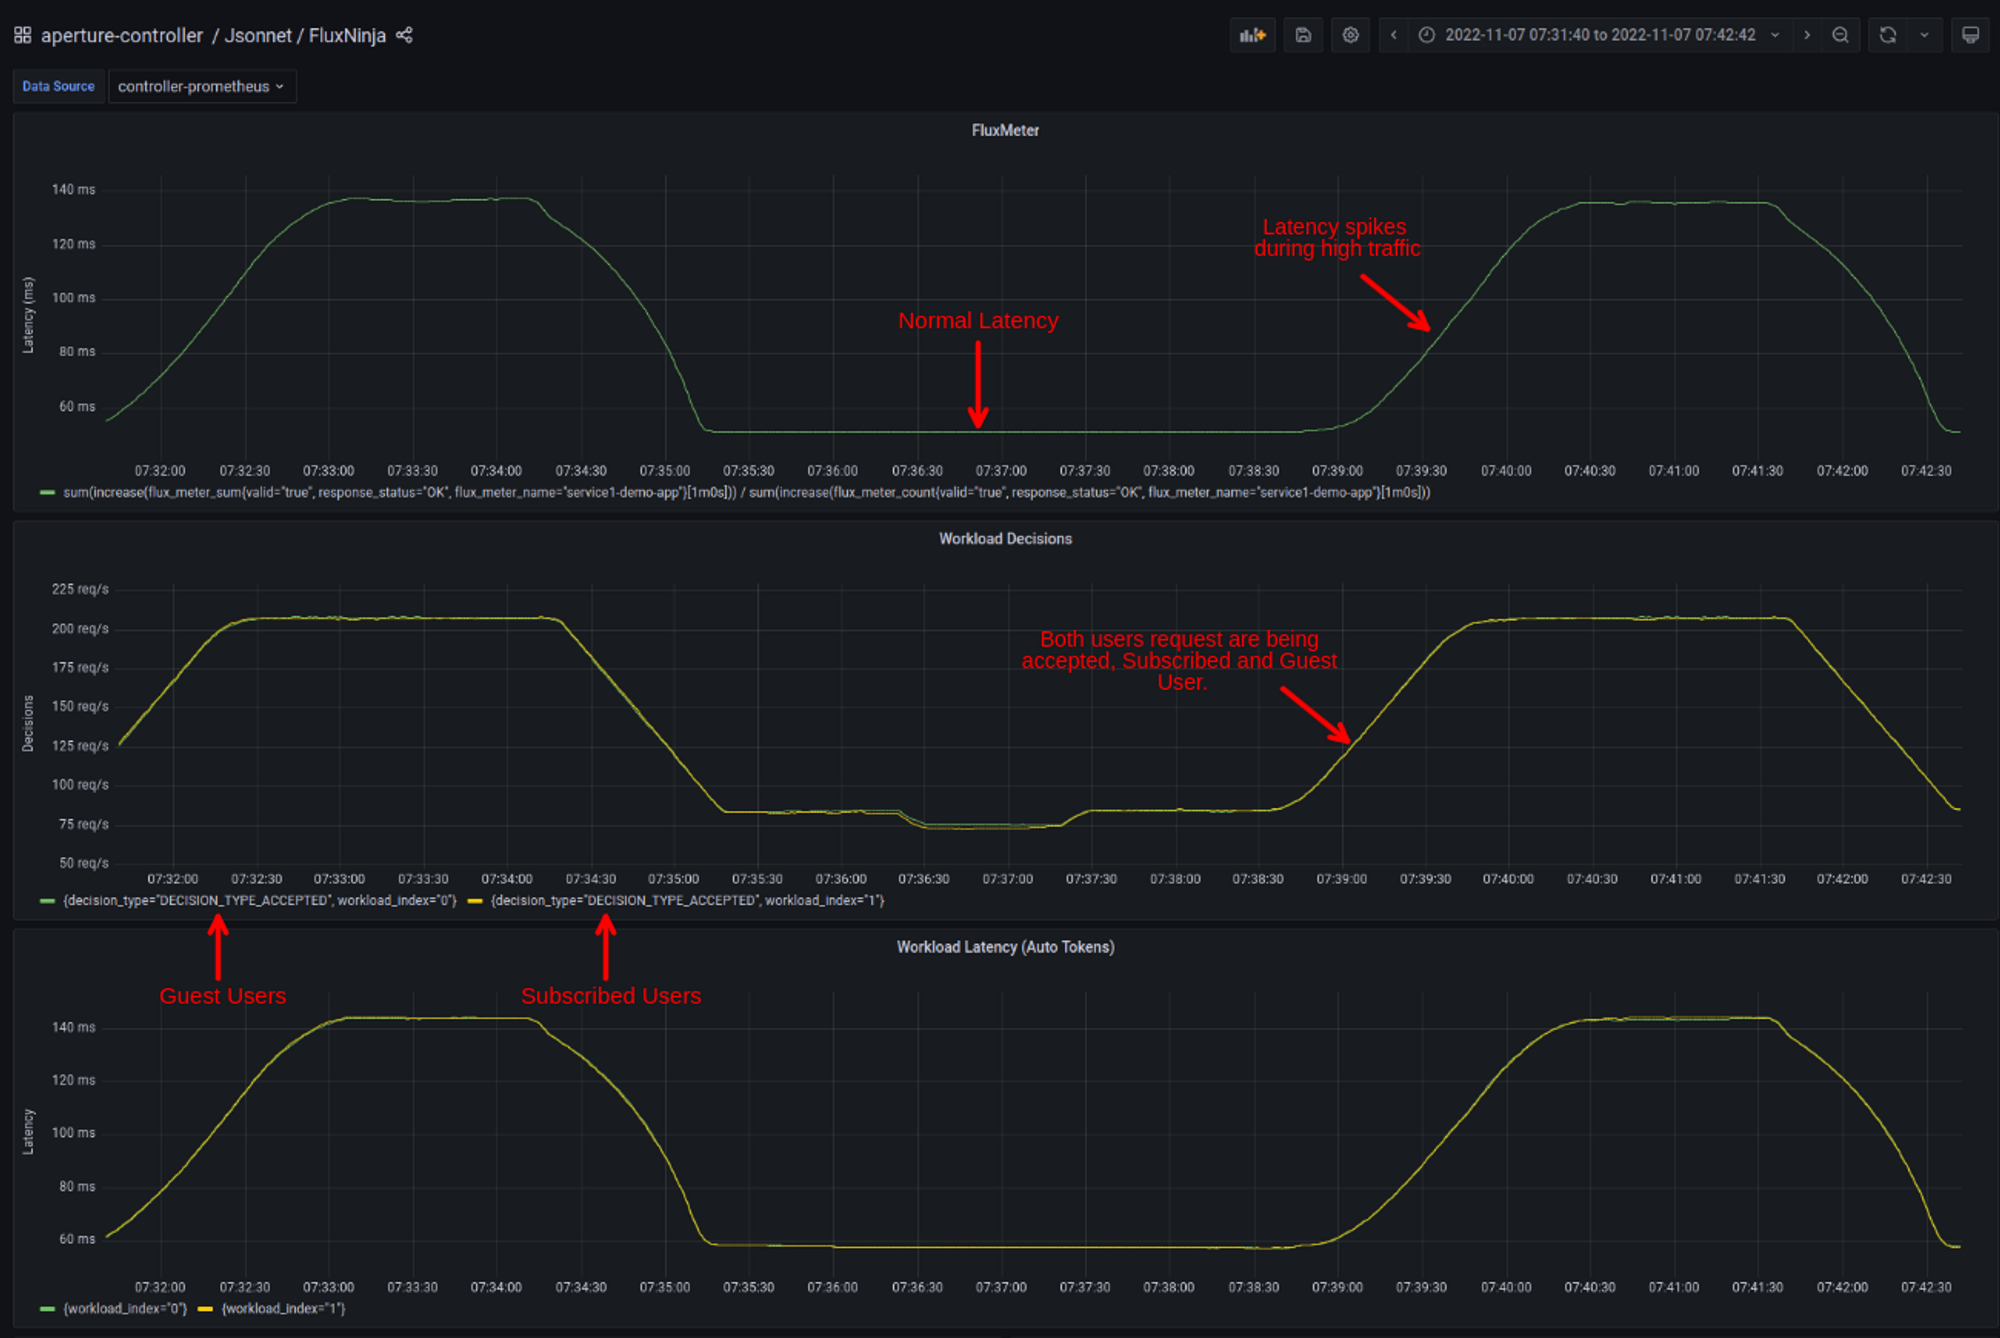 aperture-controller / Jsonnet / FluxNinja
2022-11-07 07:31:40 to 2022-11-07 07:42:42
Data Source
controller-prometheus
FluxMeter
140 ms
120 ms
100 ms
80 ms
60 ms
Latency (ms)
Latency spikes
during high traffic
Normal Latency
07:32:00 07:32:30 07:33:00 07:33:30 07:34:00 07:34:30 07:35:00 07:35:30 07:36:00 07:36:30 07:37:00 07:37:30 07:38:00 07:38:30 07:39:00 07:39:30 07:40:00 07:40:30 07:41:00 07:41:30 07:42:00 07:42:30
sum(increase(flux_meter_sum{valid="true", response_status="OK", flux_meter_name="service1-demo-app"}[1m0s])) / sum(increase(flux_meter_count{valid="true", response_status="OK", flux_meter_name="service1-demo-app"}[1m0s]))
Workload Decisions
225 req/s
200 req/s
175 req/s
150 req/s
125 req/s
100 req/s
75 req/s
50 req/s
Decisions
Both users request are being
accepted, Subscribed and Guest
User.
07:32:00 07:32:30 07:33:00 07:33:30 07:34:00 07:34:30 07:35:00 07:35:30 07:36:00 07:36:30 07:37:00 07:37:30 07:38:00 07:38:30 07:39:00 07:39:30 07:40:00 07:40:30 07:41:00 07:41:30 07:42:00 07:42:30
{decision_type="DECISION_TYPE_ACCEPTED", workload_index="0"} {decision_type="DECISION_TYPE_ACCEPTED", workload_index="1"}
Workload Latency (Auto Tokens)
Guest Users
Subscribed Users
140 ms
120 ms
100 ms
80 ms
60 ms
Latency
07:32:00 07:32:30 07:33:00 07:33:30 07:34:00 07:34:30 07:35:00 07:35:30 07:36:00 07:36:30 07:37:00 07:37:30 07:38:00 07:38:30 07:39:00 07:39:30 07:40:00 07:40:30 07:41:00 07:41:30 07:42:00 07:42:30
{workload_index="0"} {workload_index="1"}